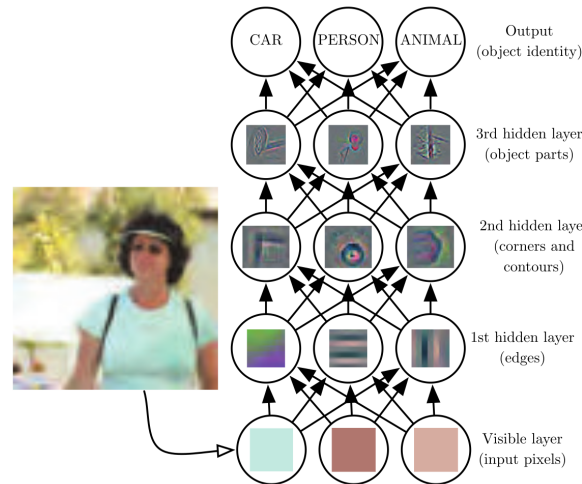 CAR PERSON ANIMAL Output
(object identity)
3rd hidden layer
(object parts)
2nd hidden laye
(corners and
contours)
1st hidden layer
(edges)
Visible layer
(input pixels)